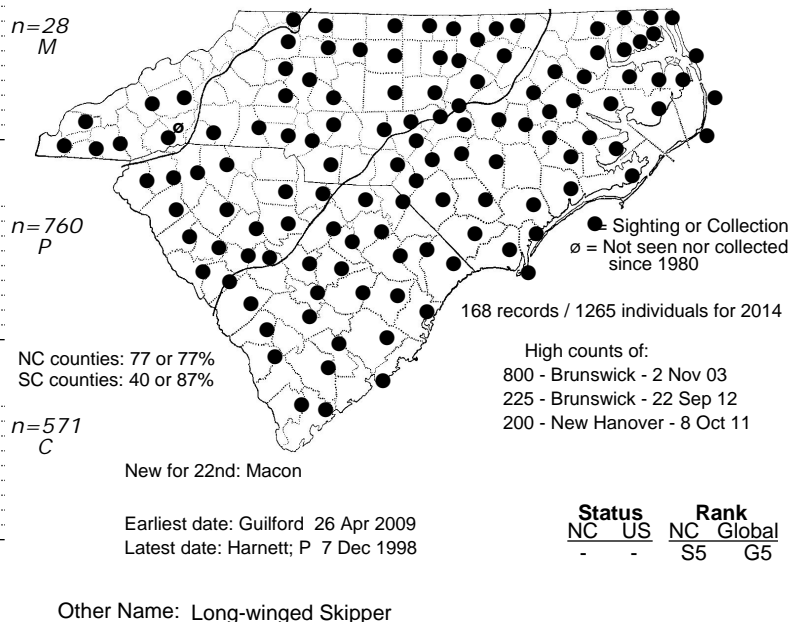 n=28
M
n=760
P
n=571
C
= Sighting or Collection
ø = Not seen nor collected
since 1980
168 records / 1265 individuals for 2014
NC counties: 77 or 77%
SC counties: 40 or 87%
High counts of:
800 - Brunswick - 2 Nov 03
225 - Brunswick - 22 Sep 12
200 - New Hanover - 8 Oct 11
New for 22nd: Macon
Earliest date: Guilford 26 Apr 2009
Latest date: Harnett; P 7 Dec 1998
Status Rank
NC US NC Global
- - S5 G5
Other Name: Long-winged Skipper